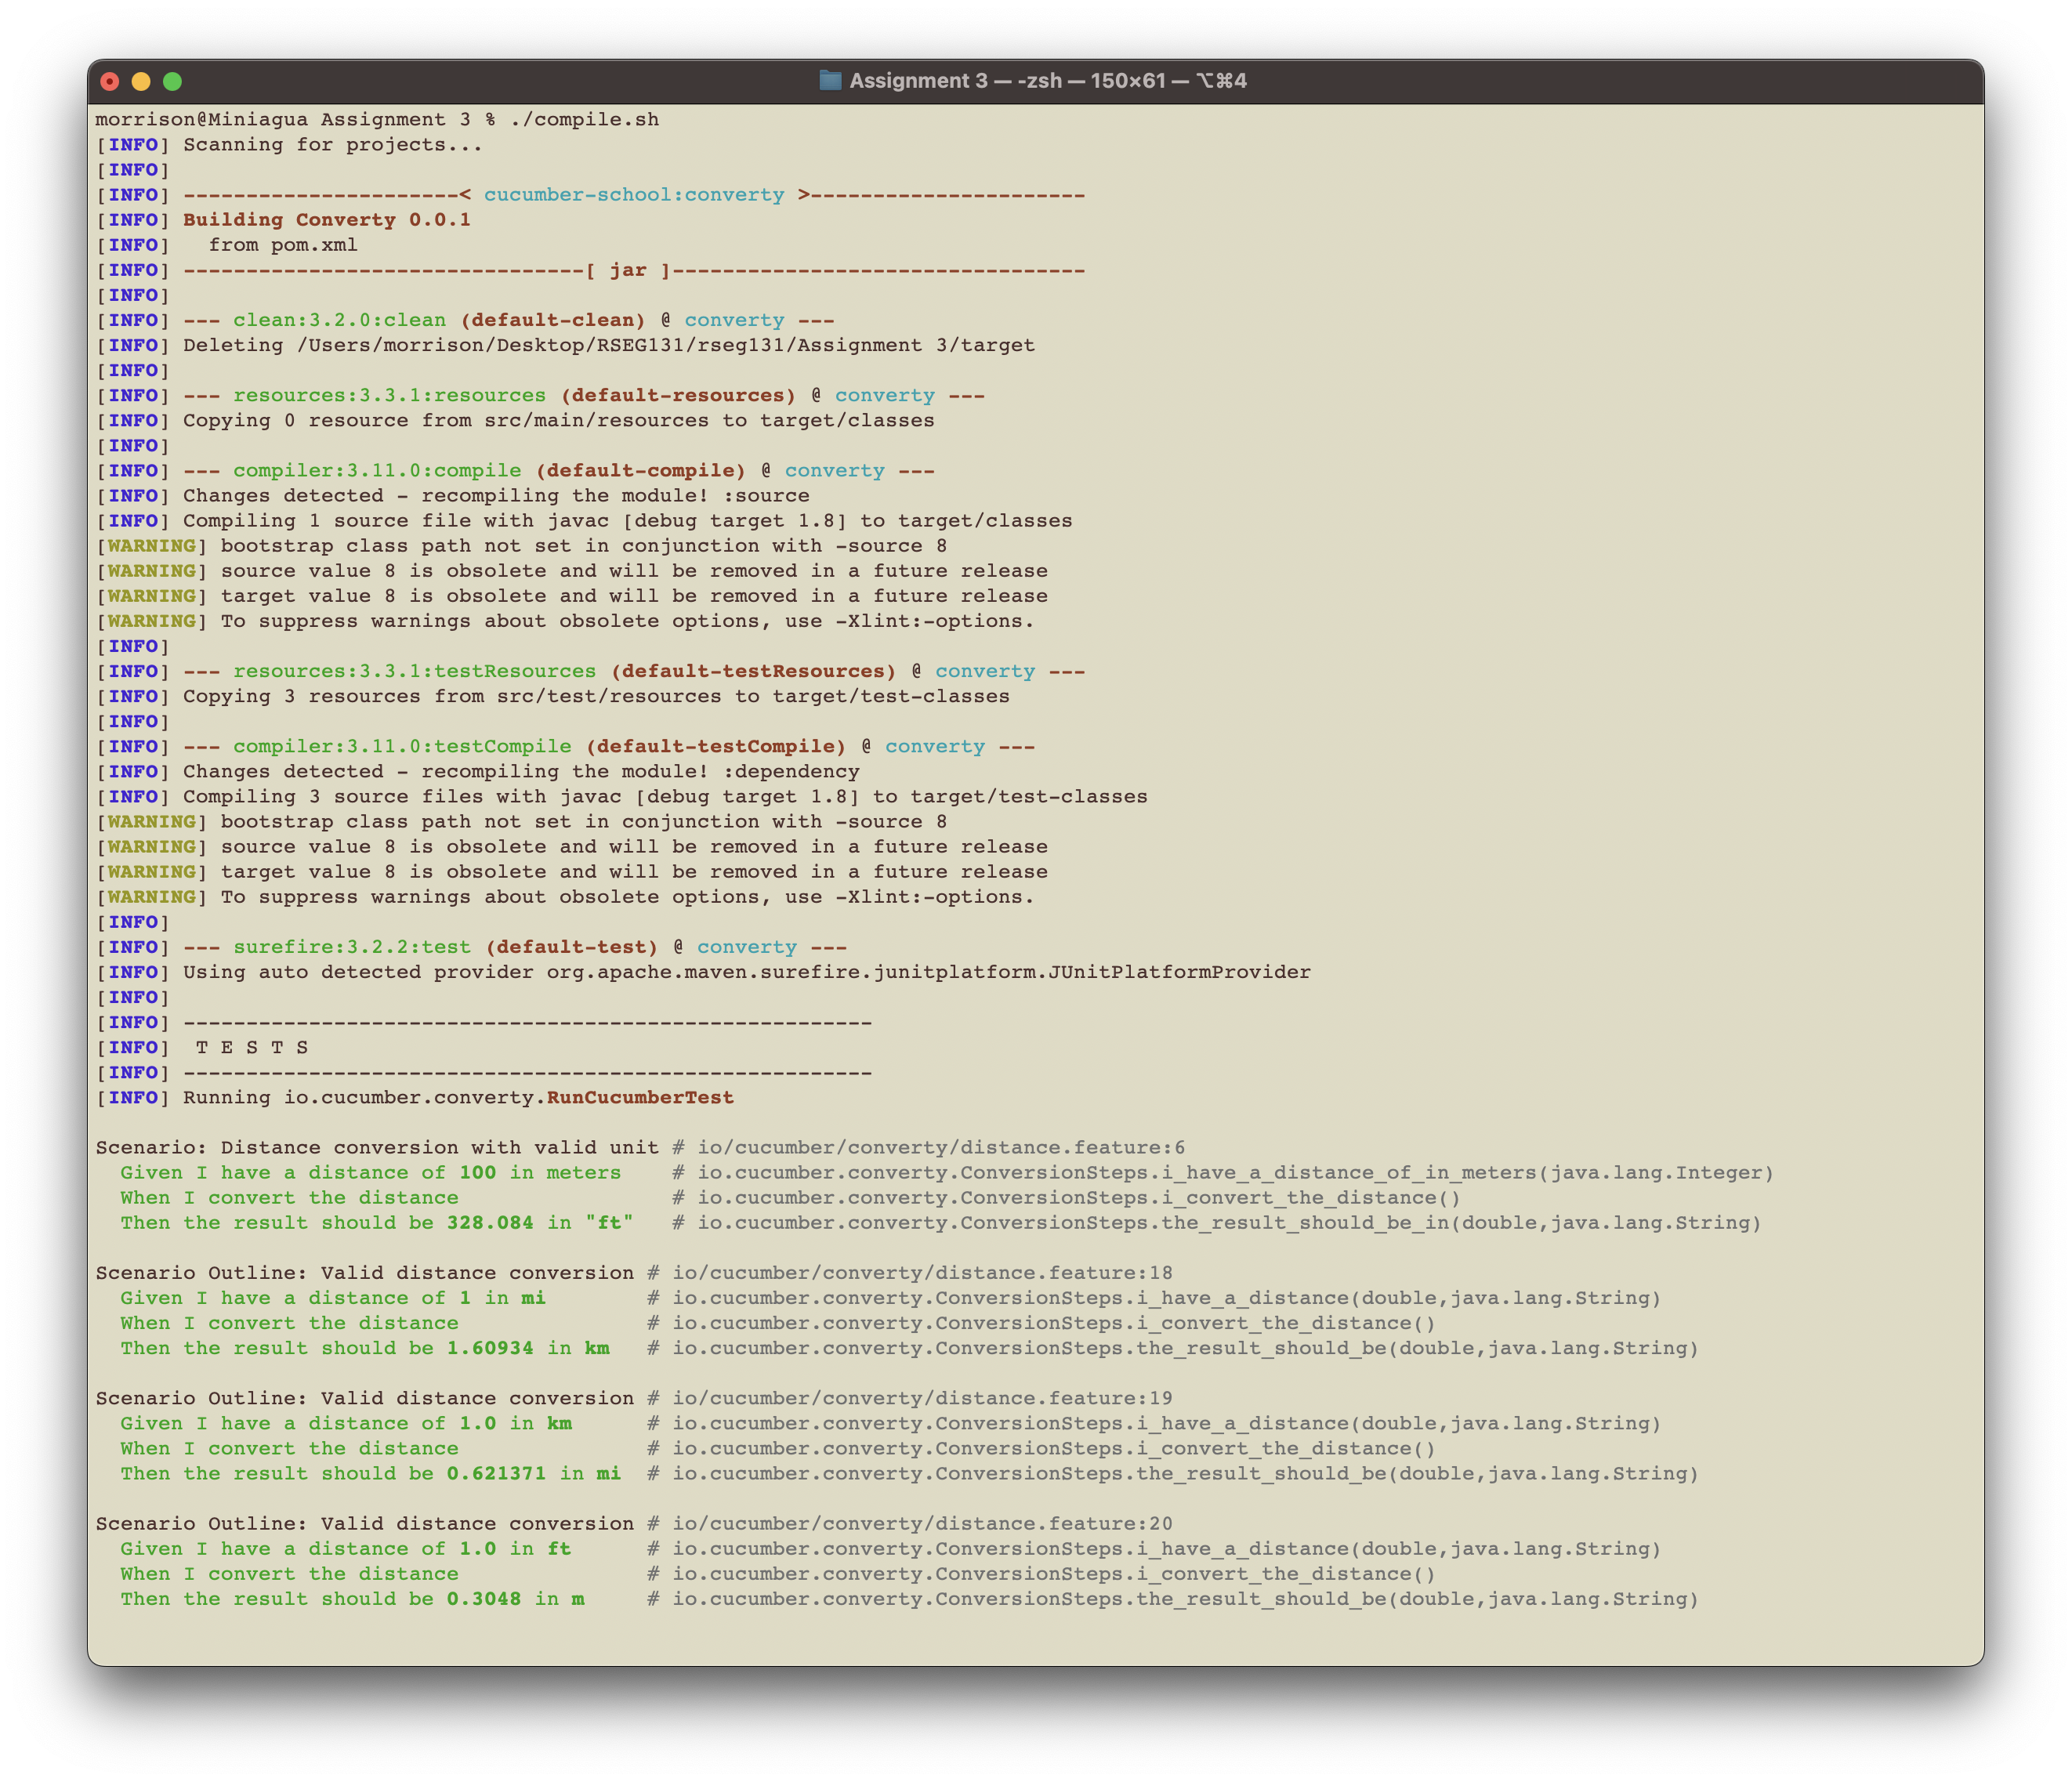 Assignment 3 — -zsh — 150×61 — ⌥⌘4
morrison@Miniagua Assignment 3 % ./compile.sh
[INFO] Scanning for projects...
[INFO]
[INFO] ----------------------< cucumber-school:converty >----------------------
[INFO] Building Converty 0.0.1
[INFO]   from pom.xml
[INFO] --------------------------------[ jar ]---------------------------------
[INFO]
[INFO] --- clean:3.2.0:clean (default-clean) @ converty ---
[INFO] Deleting /Users/morrison/Desktop/RSEG131/rseg131/Assignment 3/target
[INFO]
[INFO] --- resources:3.3.1:resources (default-resources) @ converty ---
[INFO] Copying 0 resource from src/main/resources to target/classes
[INFO]
[INFO] --- compiler:3.11.0:compile (default-compile) @ converty ---
[INFO] Changes detected - recompiling the module! :source
[INFO] Compiling 1 source file with javac [debug target 1.8] to target/classes
[WARNING] bootstrap class path not set in conjunction with -source 8
[WARNING] source value 8 is obsolete and will be removed in a future release
[WARNING] target value 8 is obsolete and will be removed in a future release
[WARNING] To suppress warnings about obsolete options, use -Xlint:-options.
[INFO]
[INFO] --- resources:3.3.1:testResources (default-testResources) @ converty ---
[INFO] Copying 3 resources from src/test/resources to target/test-classes
[INFO]
[INFO] --- compiler:3.11.0:testCompile (default-testCompile) @ converty ---
[INFO] Changes detected - recompiling the module! :dependency
[INFO] Compiling 3 source files with javac [debug target 1.8] to target/test-classes
[WARNING] bootstrap class path not set in conjunction with -source 8
[WARNING] source value 8 is obsolete and will be removed in a future release
[WARNING] target value 8 is obsolete and will be removed in a future release
[WARNING] To suppress warnings about obsolete options, use -Xlint:-options.
[INFO]
[INFO] --- surefire:3.2.2:test (default-test) @ converty ---
[INFO] Using auto detected provider org.apache.maven.surefire.junitplatform.JUnitPlatformProvider
[INFO]
[INFO] -------------------------------------------------------
[INFO]  T E S T S
[INFO] -------------------------------------------------------
[INFO] Running io.cucumber.converty.RunCucumberTest

Scenario: Distance conversion with valid unit # io/cucumber/converty/distance.feature:6
  Given I have a distance of 100 in meters    # io.cucumber.converty.ConversionSteps.i_have_a_distance_of_in_meters(java.lang.Integer)
  When I convert the distance                 # io.cucumber.converty.ConversionSteps.i_convert_the_distance()
  Then the result should be 328.084 in "ft"   # io.cucumber.converty.ConversionSteps.the_result_should_be_in(double,java.lang.String)

Scenario Outline: Valid distance conversion # io/cucumber/converty/distance.feature:18
  Given I have a distance of 1 in mi        # io.cucumber.converty.ConversionSteps.i_have_a_distance(double,java.lang.String)
  When I convert the distance               # io.cucumber.converty.ConversionSteps.i_convert_the_distance()
  Then the result should be 1.60934 in km   # io.cucumber.converty.ConversionSteps.the_result_should_be(double,java.lang.String)

Scenario Outline: Valid distance conversion # io/cucumber/converty/distance.feature:19
  Given I have a distance of 1.0 in km      # io.cucumber.converty.ConversionSteps.i_have_a_distance(double,java.lang.String)
  When I convert the distance               # io.cucumber.converty.ConversionSteps.i_convert_the_distance()
  Then the result should be 0.621371 in mi  # io.cucumber.converty.ConversionSteps.the_result_should_be(double,java.lang.String)

Scenario Outline: Valid distance conversion # io/cucumber/converty/distance.feature:20
  Given I have a distance of 1.0 in ft      # io.cucumber.converty.ConversionSteps.i_have_a_distance(double,java.lang.String)
  When I convert the distance               # io.cucumber.converty.ConversionSteps.i_convert_the_distance()
  Then the result should be 0.3048 in m     # io.cucumber.converty.ConversionSteps.the_result_should_be(double,java.lang.String)